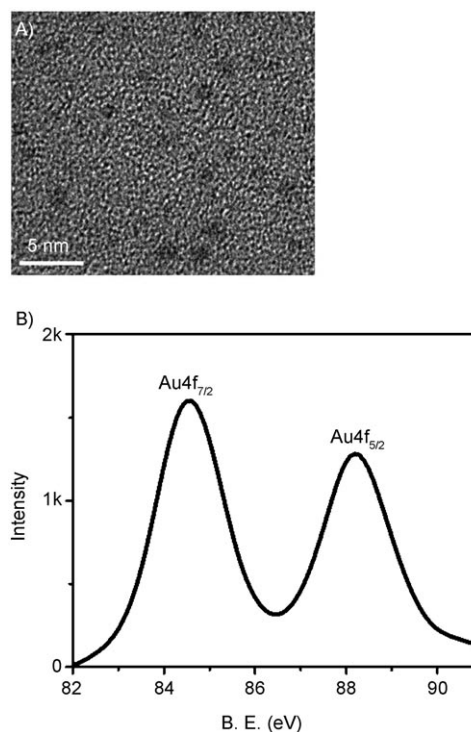 A)
5 nm
B)
2k
Au4f7/2
Au4f5/2
1k
Intensity
0
82 84 86 88 90
B. E. (eV)